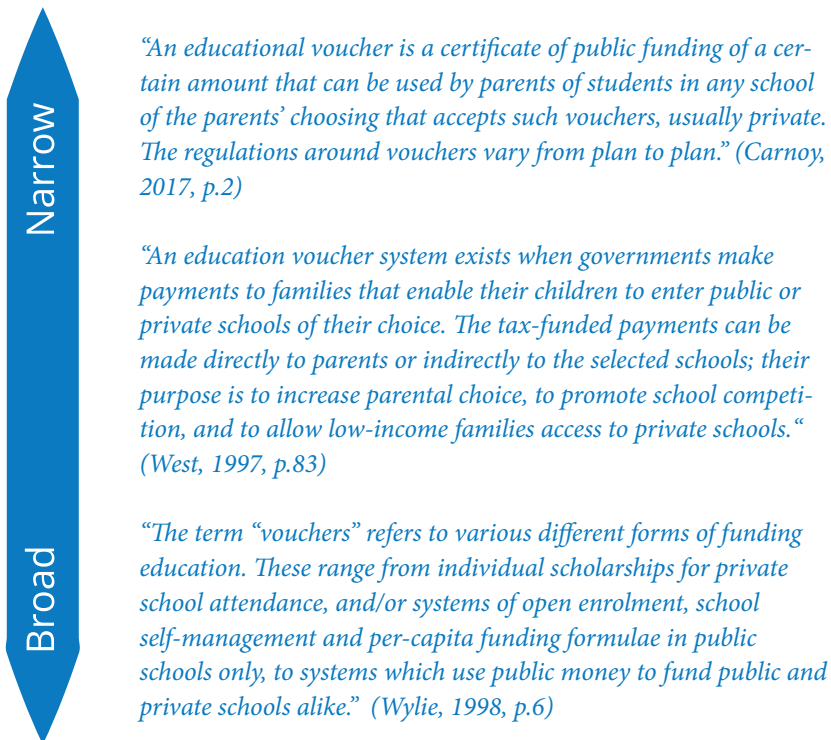 Narrow
“An educational voucher is a certificate of public funding of a cer-
tain amount that can be used by parents of students in any school
of the parents’ choosing that accepts such vouchers, usually private.
The regulations around vouchers vary from plan to plan.” (Carnoy,
2017, p.2)
“An education voucher system exists when governments make
payments to families that enable their children to enter public or
private schools of their choice. The tax-funded payments can be
made directly to parents or indirectly to the selected schools; their
purpose is to increase parental choice, to promote school competi-
tion, and to allow low-income families access to private schools.“
(West, 1997, p.83)
Broad
“The term “vouchers” refers to various different forms of funding
education. These range from individual scholarships for private
school attendance, and/or systems of open enrolment, school
self-management and per-capita funding formulae in public
schools only, to systems which use public money to fund public and
private schools alike.” (Wylie, 1998, p.6)